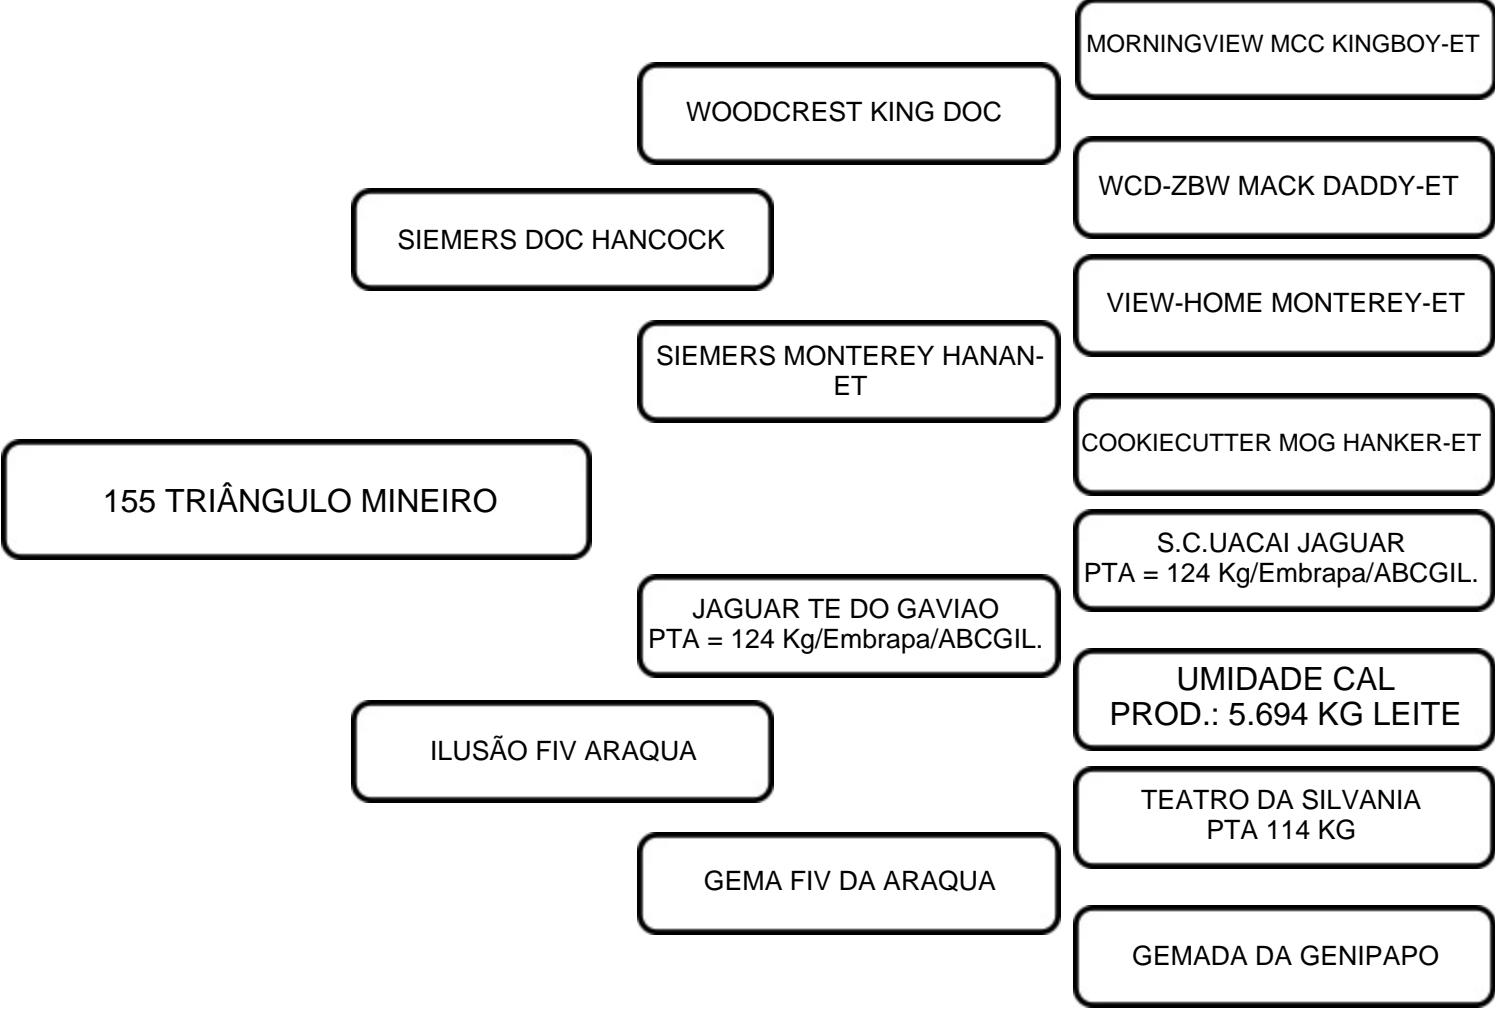 MORNINGVIEW MCC KINGBOY-ET
WOODCREST KING DOC
WCD-ZBW MACK DADDY-ET
SIEMERS DOC HANCOCK
VIEW-HOME MONTEREY-ET
SIEMERS MONTEREY HANAN-
ET
COOKIECUTTER MOG HANKER-ET
155 TRIÂNGULO MINEIRO
S.C.UACAI JAGUAR
PTA = 124 Kg/Embrapa/ABCGIL.
JAGUAR TE DO GAVIAO
PTA = 124 Kg/Embrapa/ABCGIL.
UMIDADE CAL
PROD.: 5.694 KG LEITE
ILUSÃO FIV ARAQUA
TEATRO DA SILVANIA
PTA 114 KG
GEMA FIV DA ARAQUA
GEMADA DA GENIPAPO